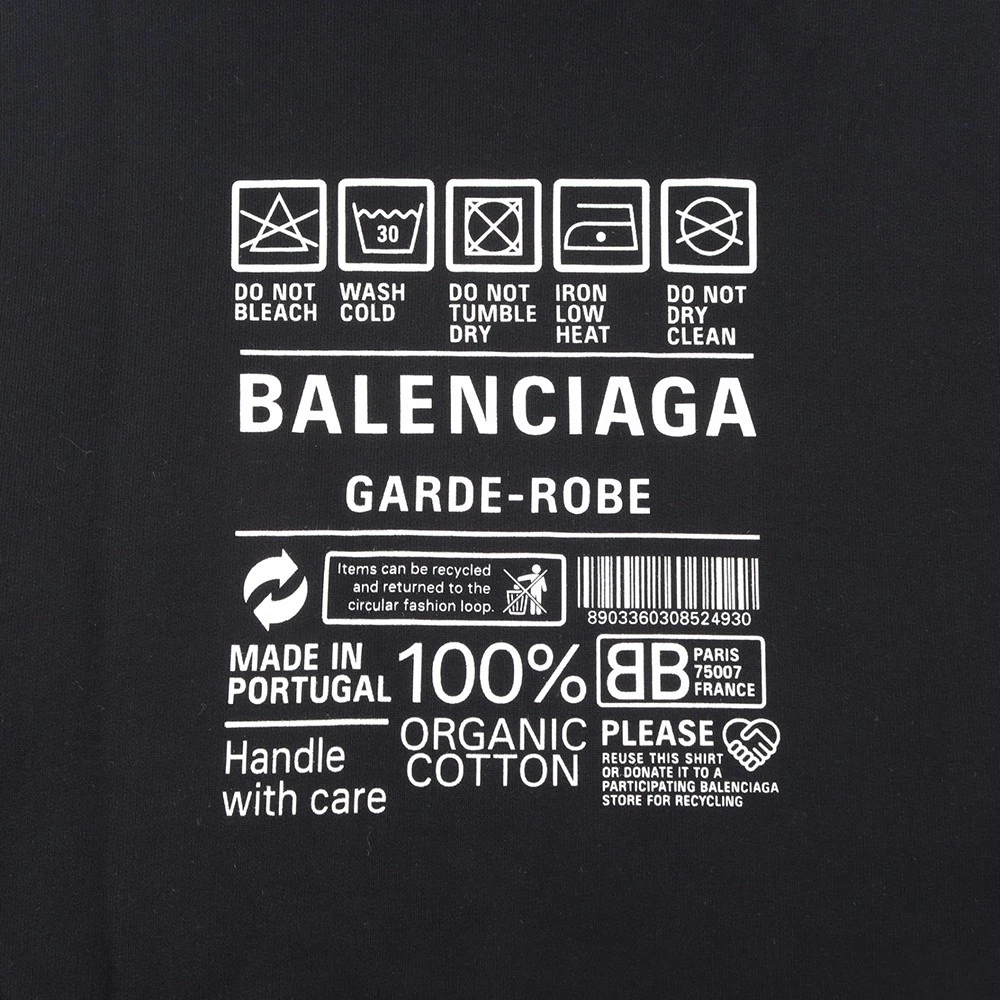 30
DO NOT
BLEACH
WASH
COLD
DO NOT
TUMBLE
DRY
IRON
LOW
HEAT
DO NOT
DRY
CLEAN
BALENCIAGA
GARDE-ROBE
Items can be recycled
and returned to the
circular fashion loop.
8903360308524930
MADE IN
PORTUGAL
100%
ORGANIC
COTTON
BB
PARIS
75007
FRANCE
Handle
with care
PLEASE
REUSE THIS SHIRT
OR DONATE IT TO A
PARTICIPATING BALENCIAGA
STORE FOR RECYCLING